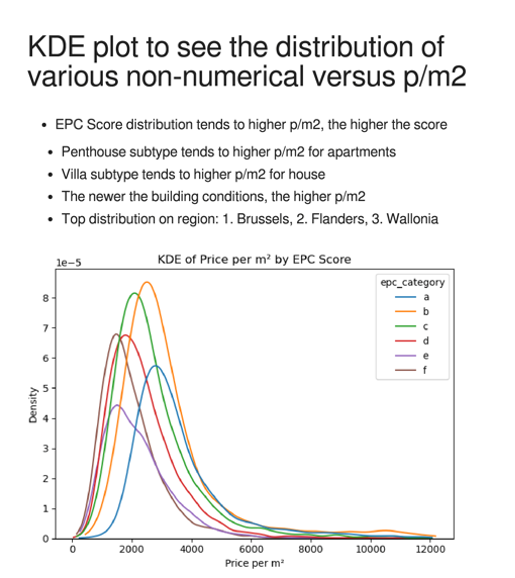 KDE plot to see the distribution of
various non-numerical versus p/m2
• EPC Score distribution tends to higher p/m2, the higher the score
• Penthouse subtype tends to higher p/m2 for apartments
• Villa subtype tends to higher p/m2 for house
• The newer the building conditions, the higher p/m2
• Top distribution on region: 1. Brussels, 2. Flanders, 3. Wallonia
KDE of Price per m² by EPC Score
1e−5
epc_category
a
b
c
d
e
f
8
7
6
5
4
3
2
1
0
Density
0 2000 4000 6000 8000 10000 12000
Price per m²